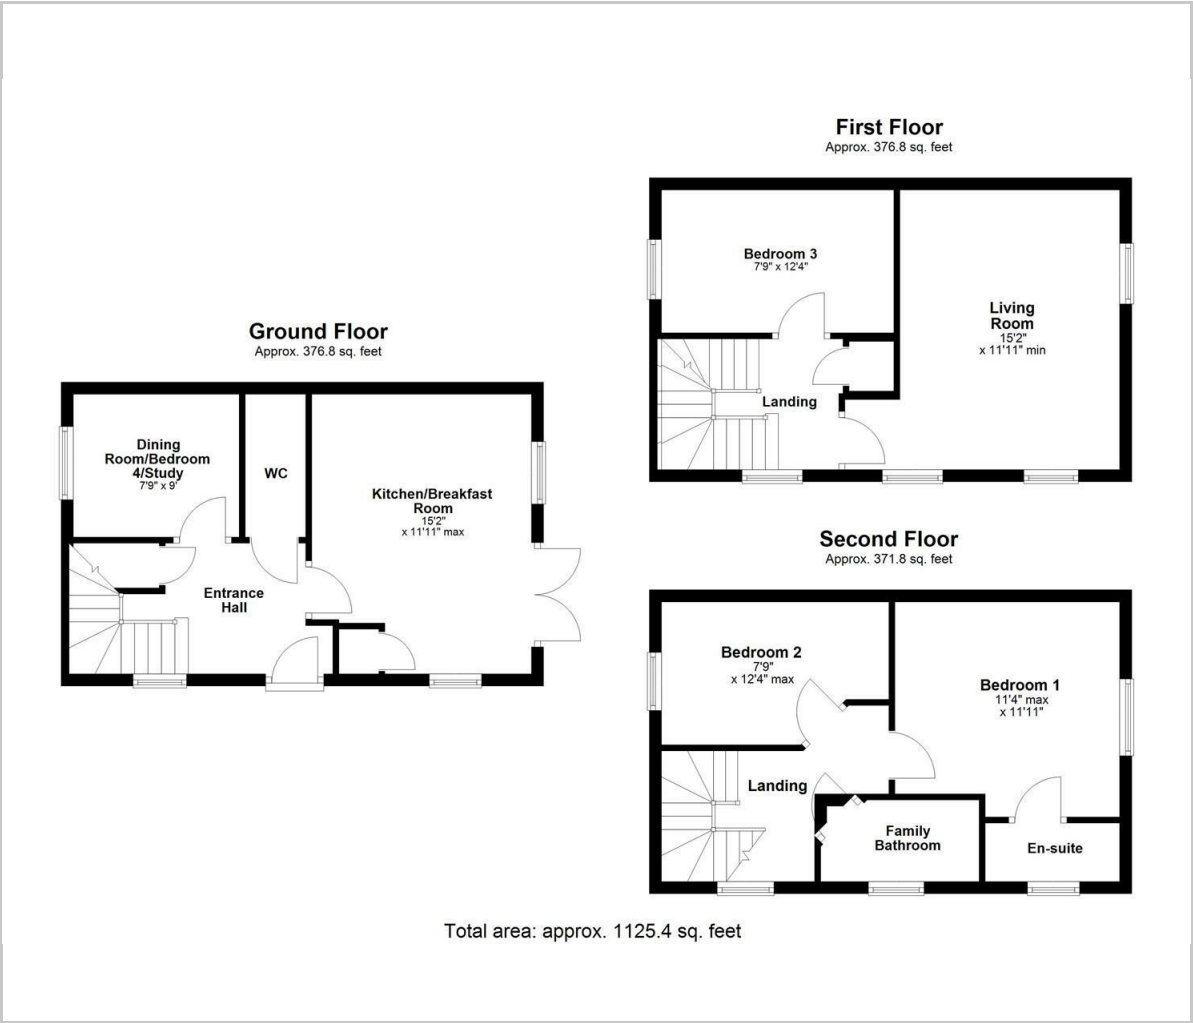 First Floor
Approx. 376.8 sq. feet
Bedroom 3
7'9" x 12'4"
Living
Room
15'2"
x 11'11" min
Landing
Ground Floor
Approx. 376.8 sq. feet
Dining
Room/Bedroom
4/Study
7'9" x 9'
WC
Kitchen/Breakfast
Room
15'2"
x 11'11" max
Entrance
Hall
Second Floor
Approx. 371.8 sq. feet
Bedroom 2
7'9"
x 12'4" max
Bedroom 1
11'4" max
x 11'11"
Landing
Family
Bathroom
En-suite
Total area: approx. 1125.4 sq. feet